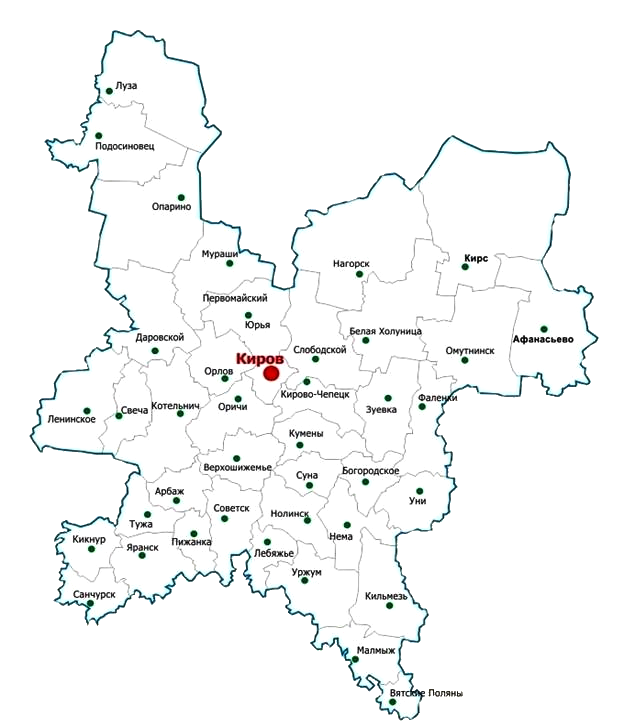 Луза
Подосиновец
Опарино
Мураши
Кирс
Нагорск
Первомайский
Юрья
Белая Холуница
Афанасьево
Даровской
Слободской
Омутнинск
Киров
Орлов
Кирово-Чепецк
Фаленки
Свеча
Котельнич
Оричи
Зуевка
Ленинское
Кумены
Верхошижемье
Богородское
Суна
Арбаж
Уни
Советск
Нолинск
Тужа
Нема
Кикнур
Пижанка
Яранск
Лебяжье
Уржум
Санчурск
Кильмезь
Малмыж
Вятские Поляны